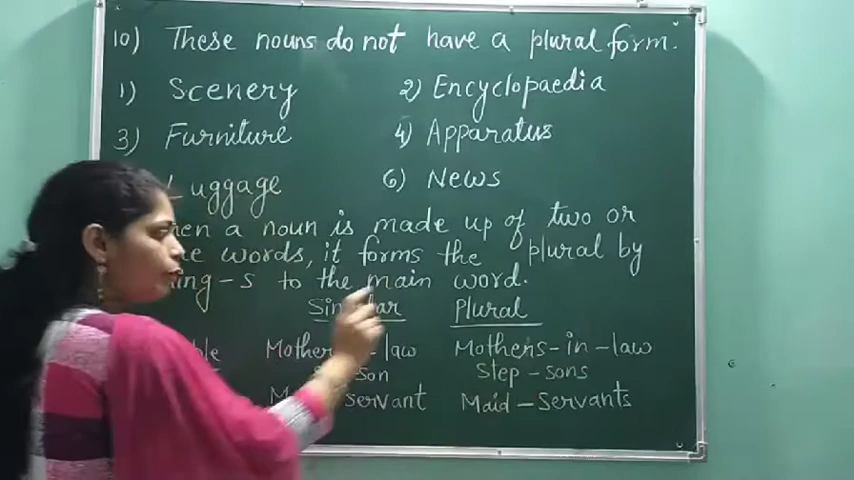 10) These nouns do not have a plural form.
1) Scenery 2) Encyclopaedia
3) Furniture 4) Apparatus
Luggage 6) News
a noun is made up of two or
words, it forms the plural by
-s to the main word.
Plural
Mother law Mothers-in-law
son Step-sons
Servant Maid-Servants